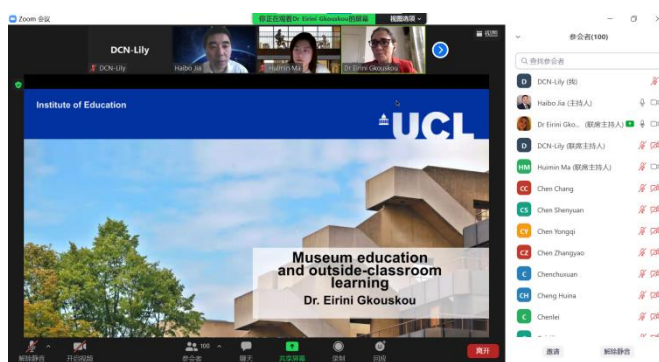 Zoom 会议
你正在观看Dr Eirini Gkouskou的屏幕
视图选项
视图
DCN-Lily
DCN-Lily
Haibo Jia
Huimin Ma
Dr Eirini Gkouskou
Institute of Education
UCL
Museum education
and outside-classroom
learning
Dr. Eirini Gkouskou
解除静音
开启视频
参会者
100
聊天
共享屏幕
录制
回应
离开
参会者(100)
查找参会者
D DCN-Lily (我)
Haibo Jia (主持人)
Dr Eirini Gko... (联席主持人)
D DCN-Lily (联席主持人)
HM Huimin Ma (联席主持人)
CC Chen Chang
CS Chen Shenyuan
CY Chen Yongqi
CZ Chen Zhangyao
C Chenchuxuan
CH Cheng Huina
C Chenlei
邀请
解除静音